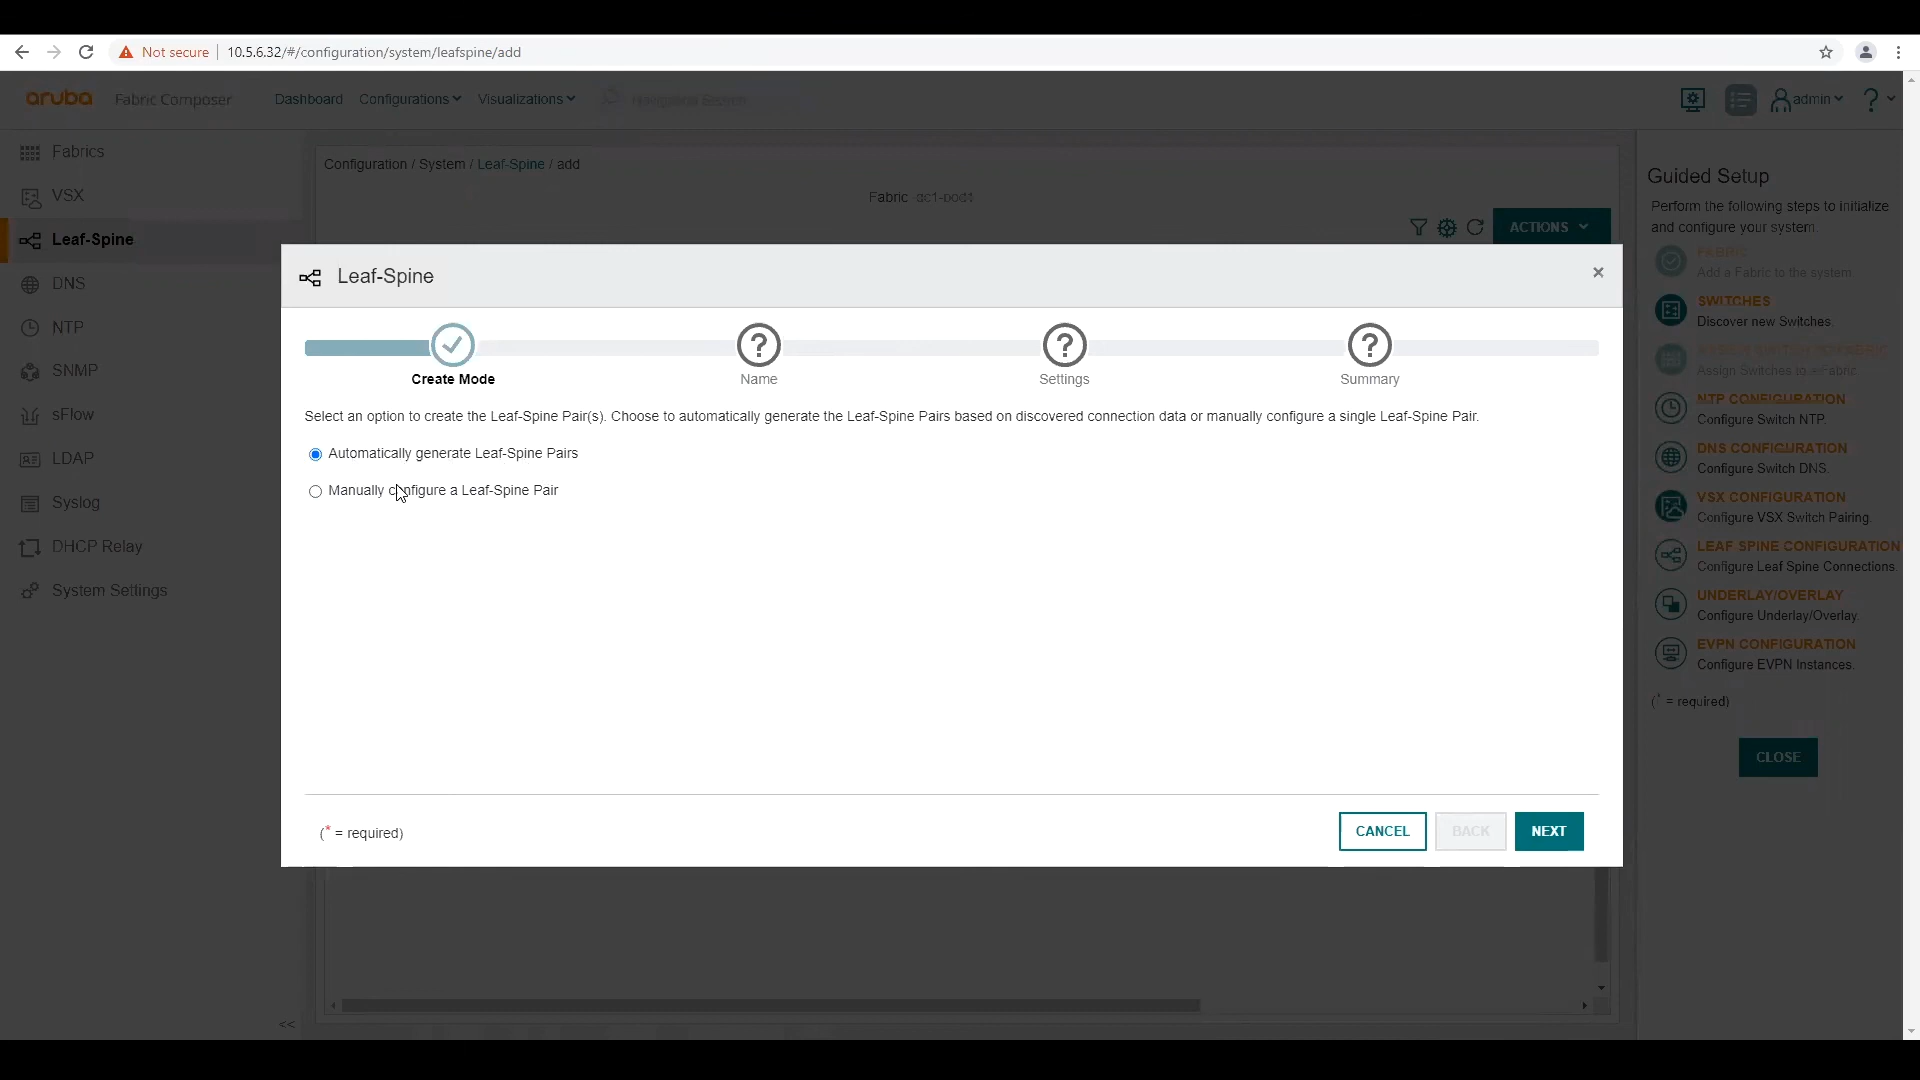 Not secure
10.5.6.32/#/configuration/system/leafspine/add
aruba Fabric Composer
Dashboard Configurations Visualizations Navigational Search
admin
Fabrics
VSX
Leaf-Spine
DNS
NTP
SNMP
sFlow
LDAP
Syslog
DHCP Relay
System Settings
<<
Configuration / System / Leaf-Spine / add
Fabric
ACTIONS
Leaf-Spine
×
Create Mode
Name
Settings
Summary
Select an option to create the Leaf-Spine Pair(s). Choose to automatically generate the Leaf-Spine Pairs based on discovered connection data or manually configure a single Leaf-Spine Pair.
Automatically generate Leaf-Spine Pairs
Manually configure a Leaf-Spine Pair
(* = required)
CANCEL
BACK
NEXT
Guided Setup
Perform the following steps to initialize
and configure your system.
FABRIC
Add a Fabric to the system.
SWITCHES
Discover new Switches.
Assign Switches to a Fabric.
NTP CONFIGURATION
Configure Switch NTP.
DNS CONFIGURATION
Configure Switch DNS.
VSX CONFIGURATION
Configure VSX Switch Pairing.
LEAF SPINE CONFIGURATION
Configure Leaf Spine Connections.
UNDERLAY/OVERLAY
Configure Underlay/Overlay.
EVPN CONFIGURATION
Configure EVPN Instances.
(* = required)
CLOSE